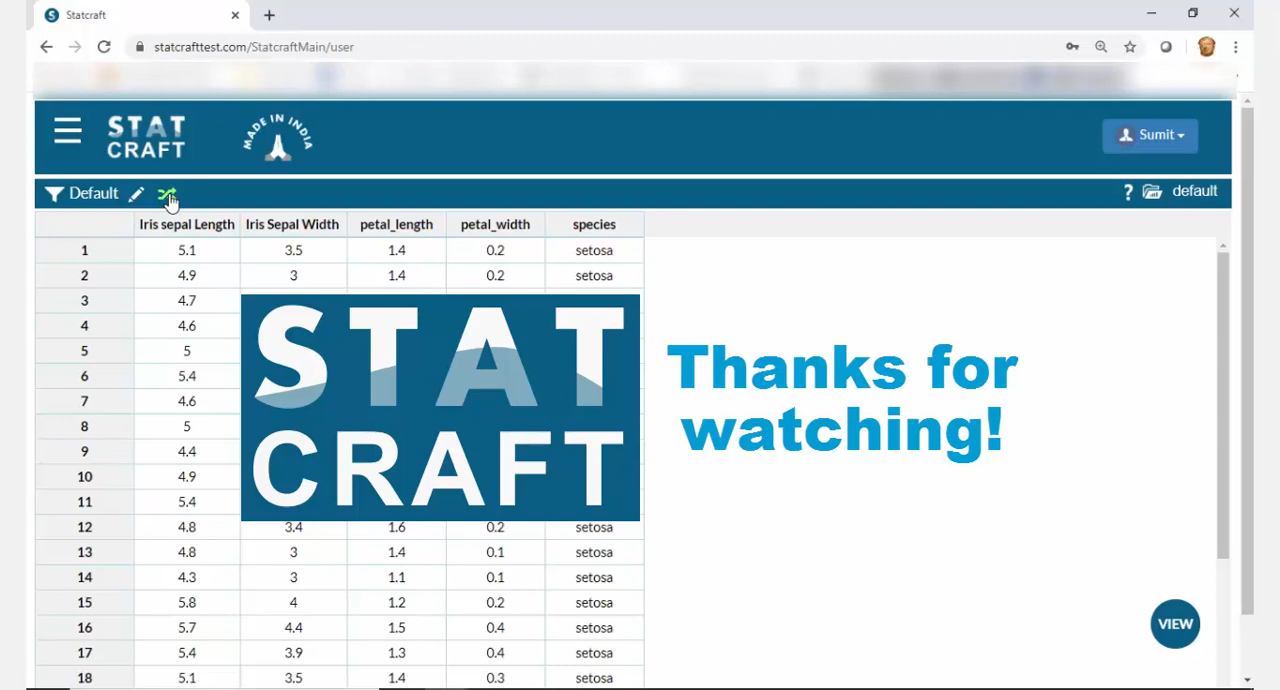 Statcraft
statcrafttest.com/StatcraftMain/user
STAT
CRAFT
MADE IN INDIA
Sumit
Default
? default
Iris sepal Length Iris Sepal Width petal_length petal_width species
1 5.1 3.5 1.4 0.2 setosa
2 4.9 3 1.4 0.2 setosa
3 4.7
4 4.6
5 5
6 5.4
7 4.6
8 5
9 4.4
10 4.9
11 5.4
STAT
CRAFT
Thanks for
watching!
12 4.8 3.4 1.6 0.2 setosa
13 4.8 3 1.4 0.1 setosa
14 4.3 3 1.1 0.1 setosa
15 5.8 4 1.2 0.2 setosa
16 5.7 4.4 1.5 0.4 setosa
17 5.4 3.9 1.3 0.4 setosa
18 5.1 3.5 1.4 0.3 setosa
VIEW